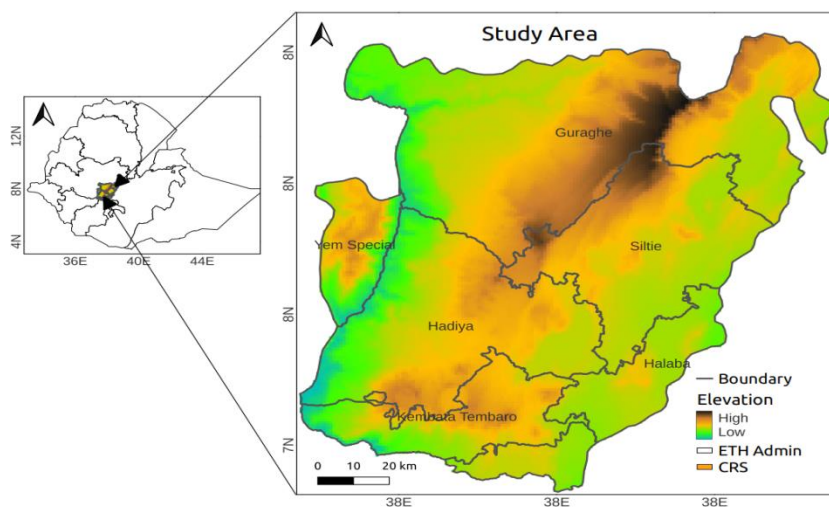 Study Area
8N
8N
8N
7N
Guraghe
Siltie
Yem Special
Hadiya
Halaba
Kembata Tembaro
Boundary
Elevation
High
Low
ETH Admin
CRS
0 10 20 km
38E 38E 38E
12N
8N
4N
36E 40E 44E